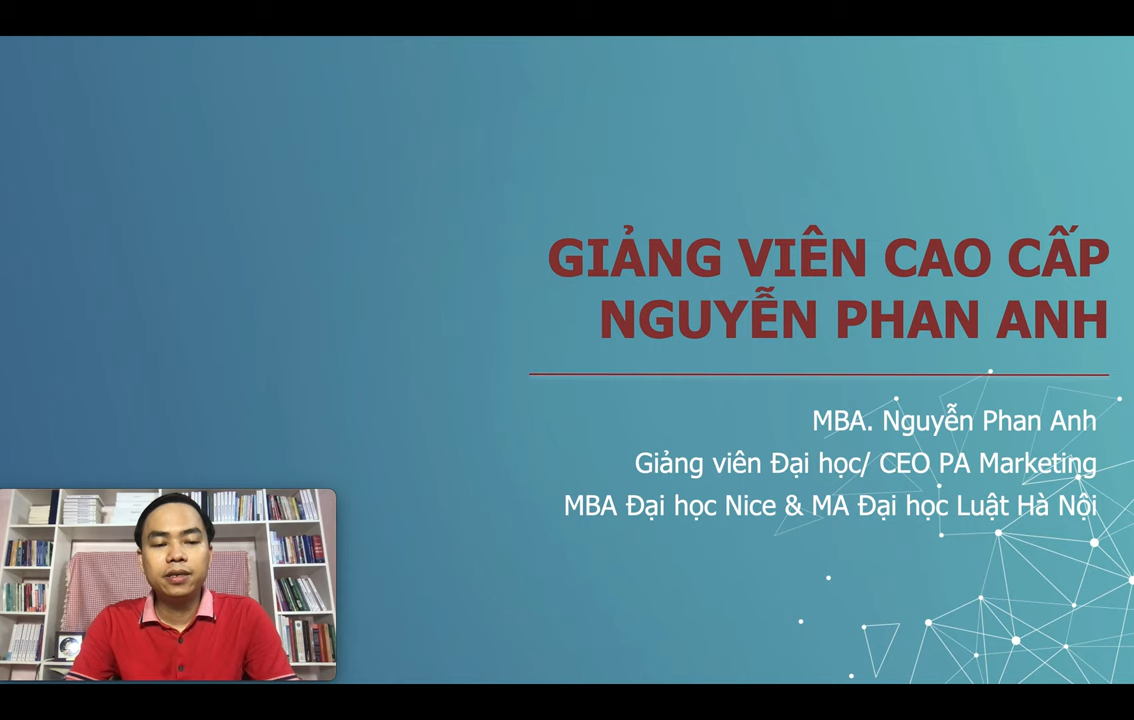 GIẢNG VIÊN CAO CẤP
NGUYỄN PHAN ANH
MBA. Nguyễn Phan Anh
Giảng viên Đại học/ CEO PA Marketing
MBA Đại học Nice & MA Đại học Luật Hà Nội